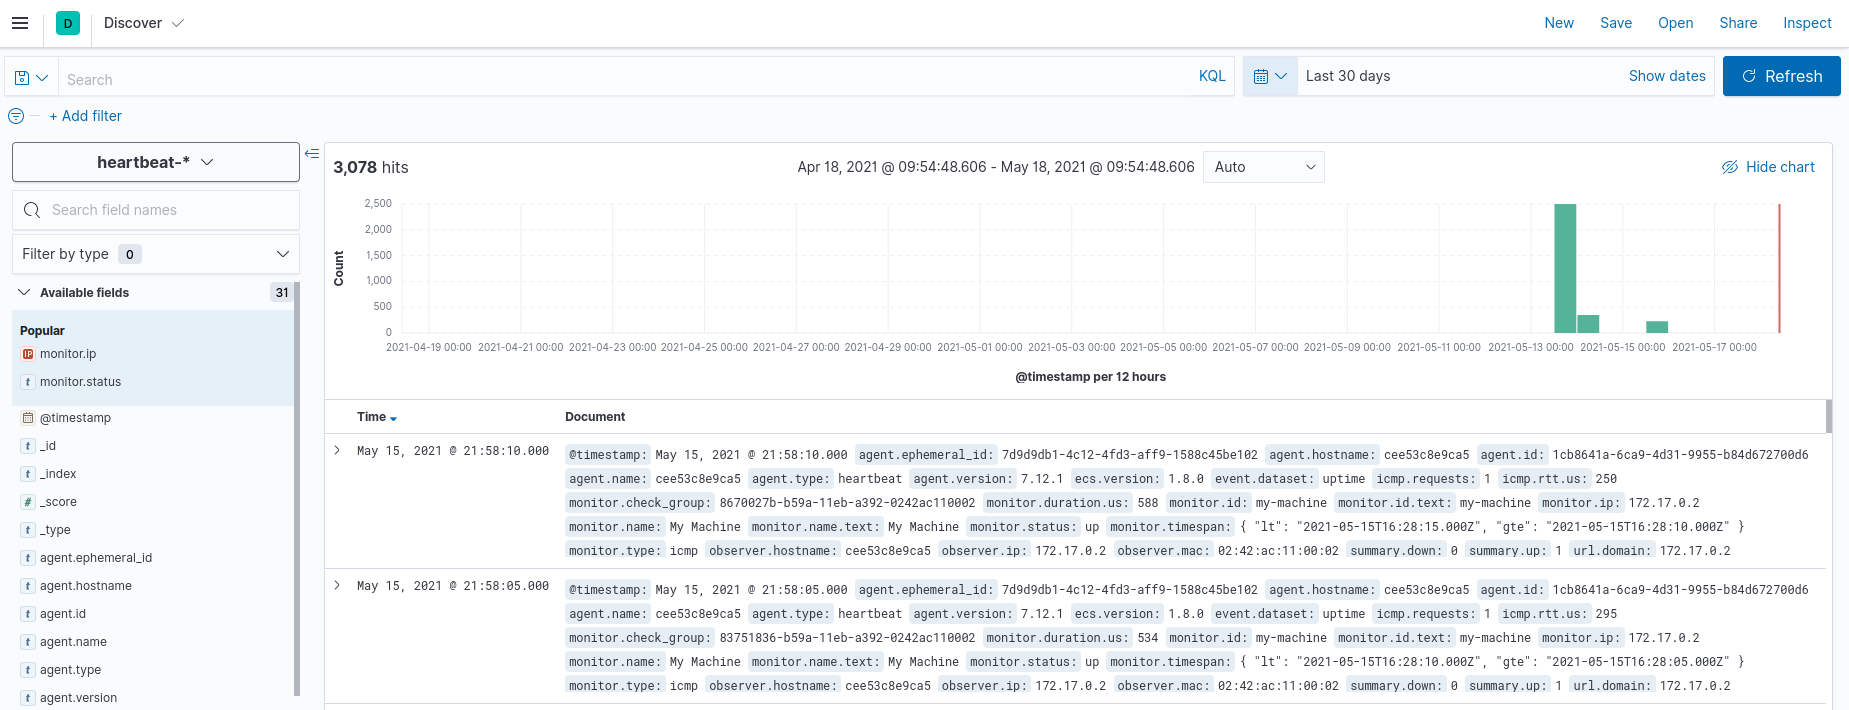 D Discover New Save Open Share Inspect
Search KQL Last 30 days Show dates Refresh
+ Add filter
heartbeat-*
3,078 hits Apr 18, 2021 @ 09:54:48.606 - May 18, 2021 @ 09:54:48.606 Auto Hide chart
Search field names
Filter by type 0
Available fields 31
Popular
IP monitor.ip
t monitor.status
@timestamp
t _id
t _index
# _score
t _type
t agent.ephemeral_id
t agent.hostname
t agent.id
t agent.name
t agent.type
t agent.version
Count
2,500
2,000
1,500
1,000
500
0
2021-04-19 00:00 2021-04-21 00:00 2021-04-23 00:00 2021-04-25 00:00 2021-04-27 00:00 2021-04-29 00:00 2021-05-01 00:00 2021-05-03 00:00 2021-05-05 00:00 2021-05-07 00:00 2021-05-09 00:00 2021-05-11 00:00 2021-05-13 00:00 2021-05-15 00:00 2021-05-17 00:00
@timestamp per 12 hours
Time Document
May 15, 2021 @ 21:58:10.000 @timestamp: May 15, 2021 @ 21:58:10.000 agent.ephemeral_id: 7d9d9db1-4c12-4fd3-aff9-1588c45be102 agent.hostname: cee53c8e9ca5 agent.id: 1cb8641a-6ca9-4d31-9955-b84d672700d6
agent.name: cee53c8e9ca5 agent.type: heartbeat agent.version: 7.12.1 ecs.version: 1.8.0 event.dataset: uptime icmp.requests: 1 icmp.rtt.us: 250
monitor.check_group: 8670027b-b59a-11eb-a392-0242ac110002 monitor.duration.us: 588 monitor.id: my-machine monitor.id.text: my-machine monitor.ip: 172.17.0.2
monitor.name: My Machine monitor.name.text: My Machine monitor.status: up monitor.timespan: { "lt": "2021-05-15T16:28:15.000Z", "gte": "2021-05-15T16:28:10.000Z" }
monitor.type: icmp observer.hostname: cee53c8e9ca5 observer.ip: 172.17.0.2 observer.mac: 02:42:ac:11:00:02 summary.down: 0 summary.up: 1 url.domain: 172.17.0.2
May 15, 2021 @ 21:58:05.000 @timestamp: May 15, 2021 @ 21:58:05.000 agent.ephemeral_id: 7d9d9db1-4c12-4fd3-aff9-1588c45be102 agent.hostname: cee53c8e9ca5 agent.id: 1cb8641a-6ca9-4d31-9955-b84d672700d6
agent.name: cee53c8e9ca5 agent.type: heartbeat agent.version: 7.12.1 ecs.version: 1.8.0 event.dataset: uptime icmp.requests: 1 icmp.rtt.us: 295
monitor.check_group: 83751836-b59a-11eb-a392-0242ac110002 monitor.duration.us: 534 monitor.id: my-machine monitor.id.text: my-machine monitor.ip: 172.17.0.2
monitor.name: My Machine monitor.name.text: My Machine monitor.status: up monitor.timespan: { "lt": "2021-05-15T16:28:10.000Z", "gte": "2021-05-15T16:28:05.000Z" }
monitor.type: icmp observer.hostname: cee53c8e9ca5 observer.ip: 172.17.0.2 observer.mac: 02:42:ac:11:00:02 summary.down: 0 summary.up: 1 url.domain: 172.17.0.2